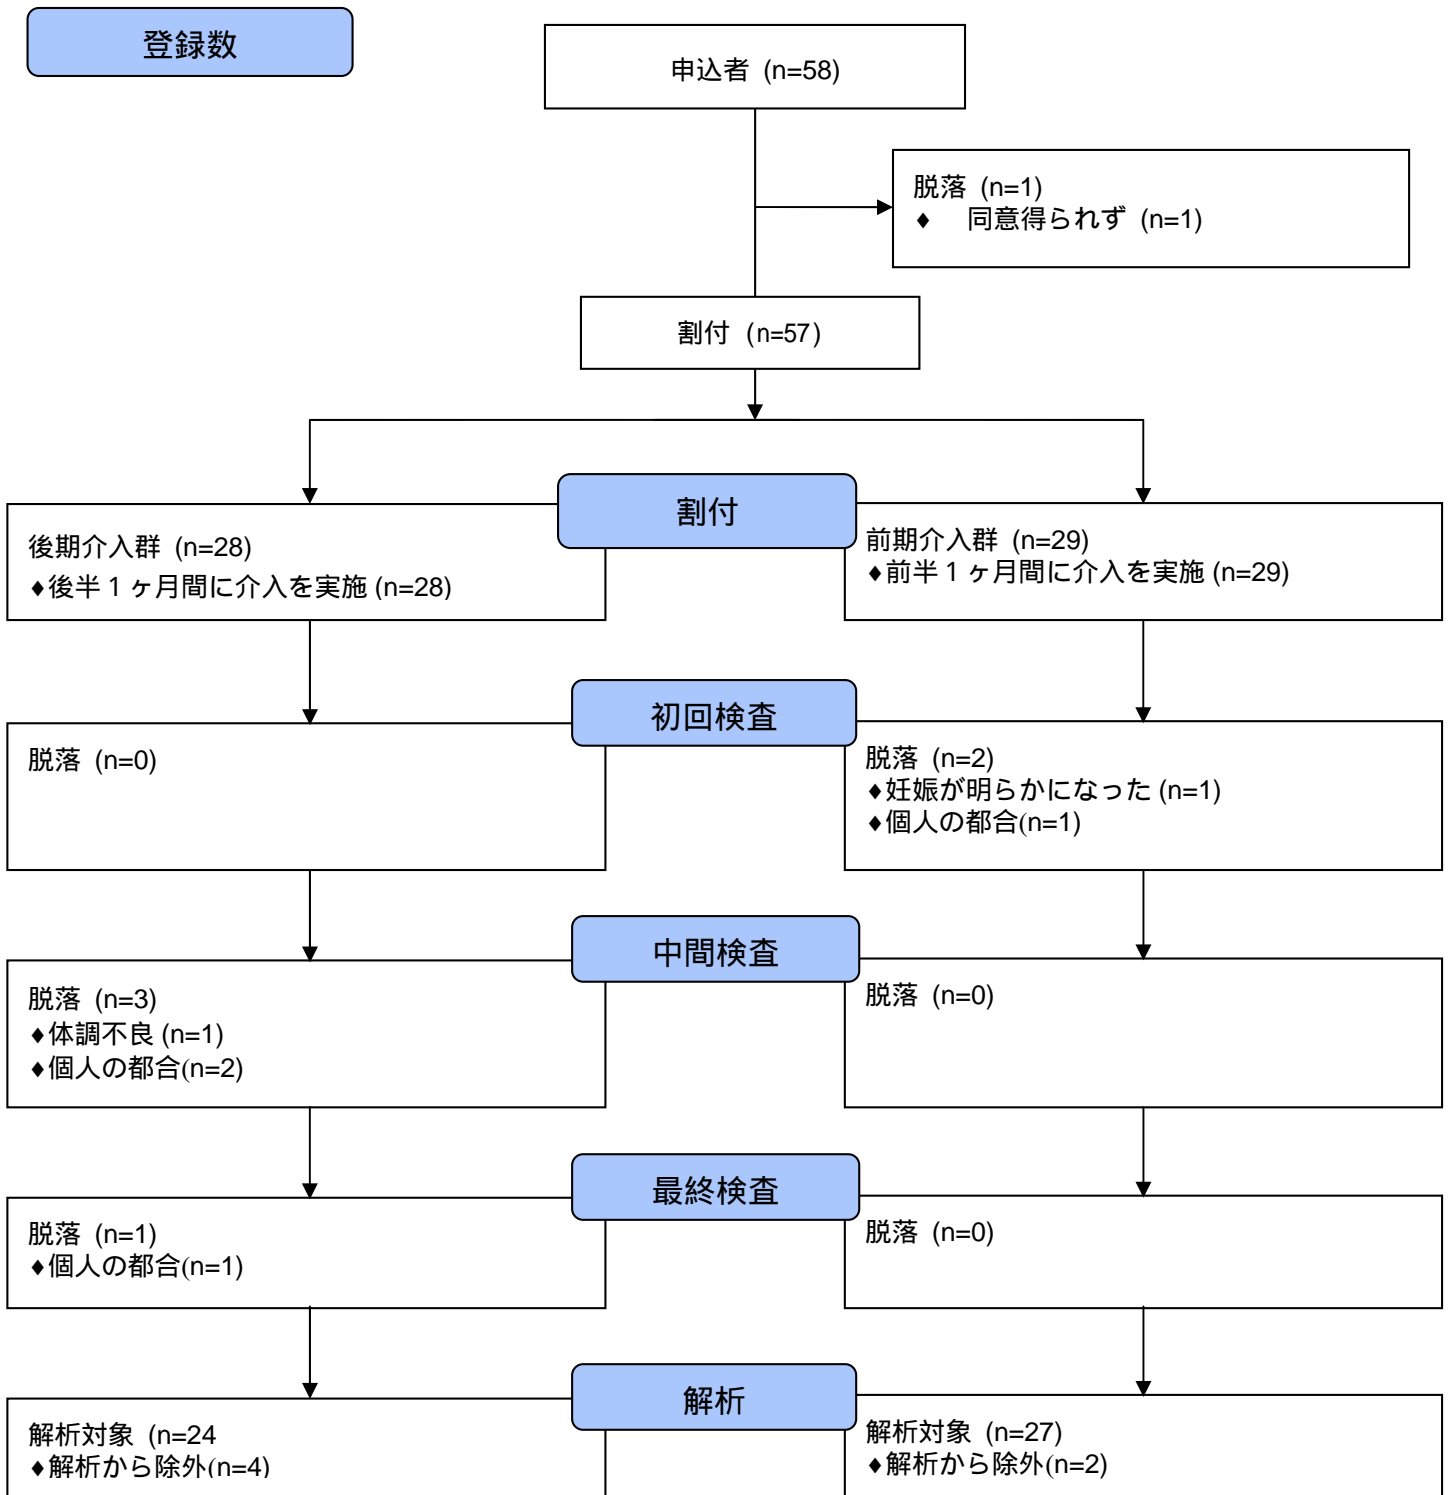 登録数
申込者 (n=58)
脱落 (n=1)
♦ 同意得られず (n=1)
割付 (n=57)
割付
後期介入群 (n=28)
♦後半１ヶ月間に介入を実施 (n=28)
前期介入群 (n=29)
♦前半１ヶ月間に介入を実施 (n=29)
初回検査
脱落 (n=0)
脱落 (n=2)
♦妊娠が明らかになった (n=1)
♦個人の都合(n=1)
中間検査
脱落 (n=3)
♦体調不良 (n=1)
♦個人の都合(n=2)
脱落 (n=0)
最終検査
脱落 (n=1)
♦個人の都合(n=1)
脱落 (n=0)
解析
解析対象 (n=24
♦解析から除外(n=4)
解析対象 (n=27)
♦解析から除外(n=2)